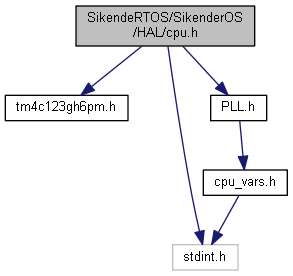 SikendeRTOS/SikenderOS
/HAL/cpu.h
tm4c123gh6pm.h
PLL.h
cpu_vars.h
stdint.h